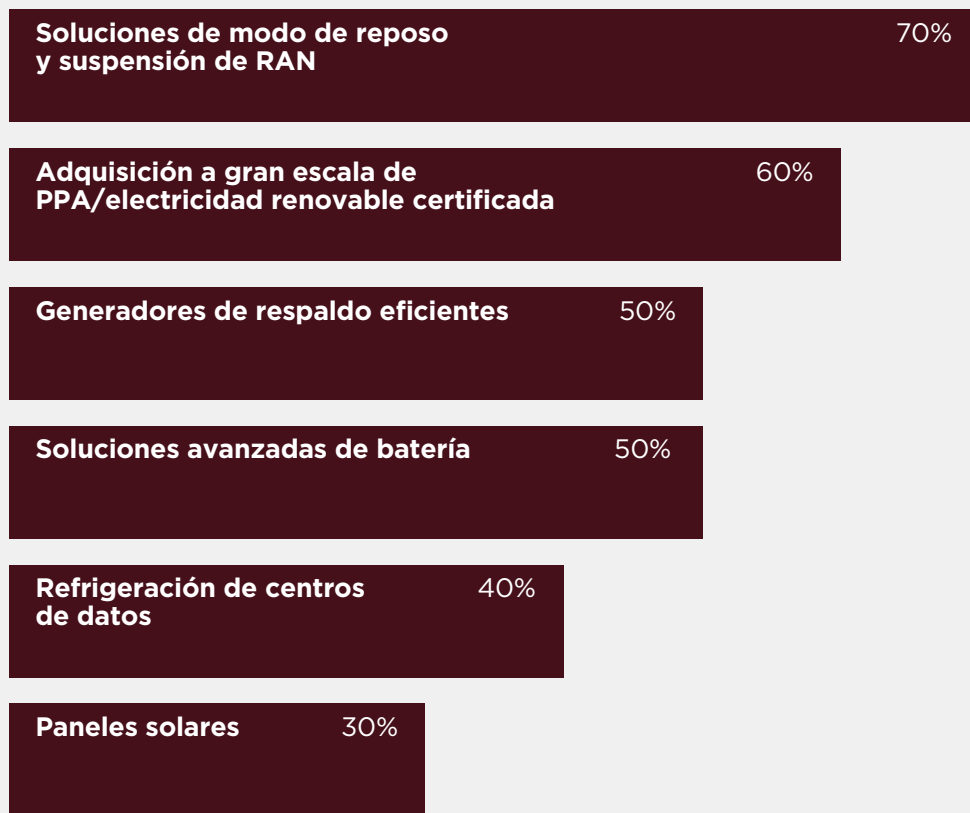 Soluciones de modo de reposo 70%
y suspensión de RAN
Adquisición a gran escala de 60%
PPA/electricidad renovable certificada
Generadores de respaldo eficientes 50%
Soluciones avanzadas de batería 50%
Refrigeración de centros 40%
de datos
Paneles solares 30%